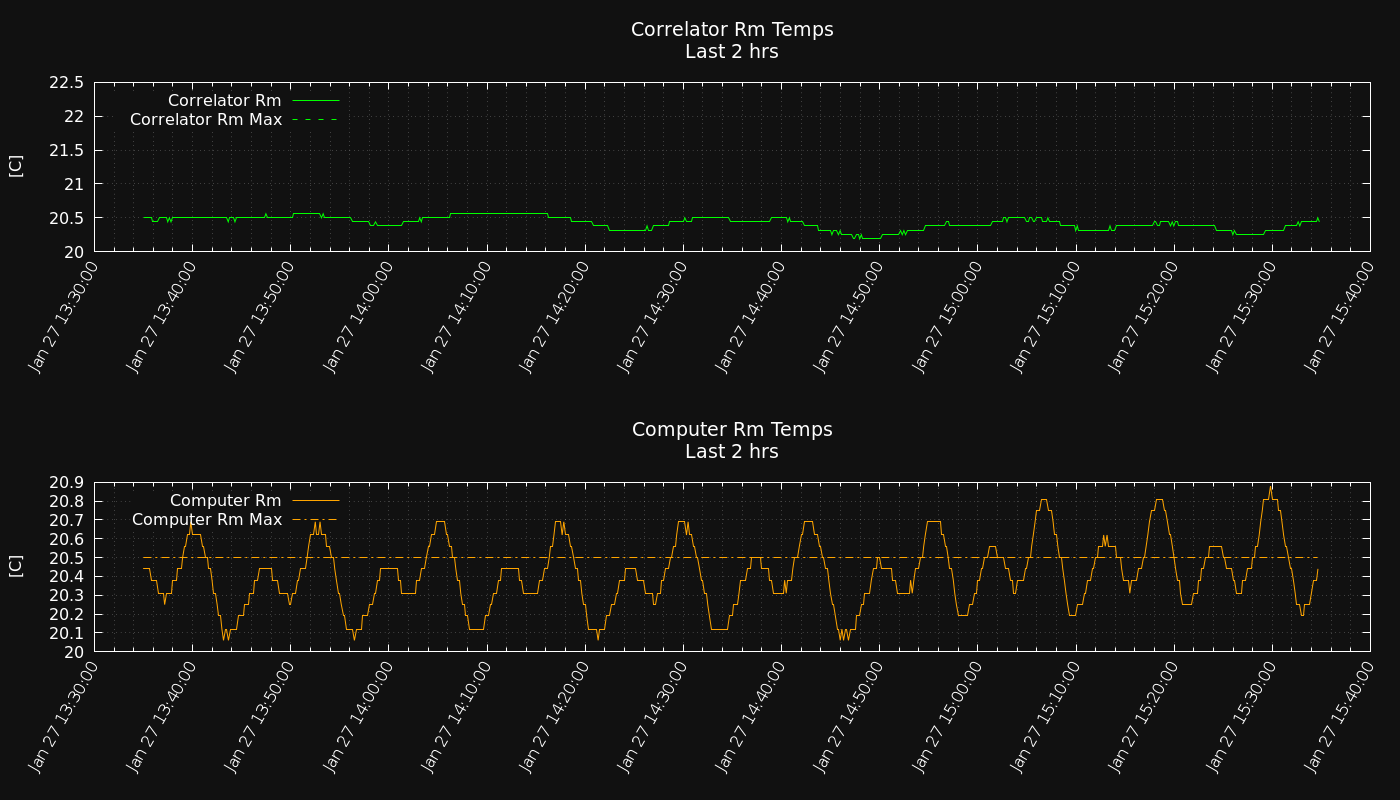 Correlator Rm Temps
Last 2 hrs
22.5
22
21.5
21
20.5
20
[C]
Correlator Rm
Correlator Rm Max
Jan 27 13:30:00
Jan 27 13:40:00
Jan 27 13:50:00
Jan 27 14:00:00
Jan 27 14:10:00
Jan 27 14:20:00
Jan 27 14:30:00
Jan 27 14:40:00
Jan 27 14:50:00
Jan 27 15:00:00
Jan 27 15:10:00
Jan 27 15:20:00
Jan 27 15:30:00
Jan 27 15:40:00
Computer Rm Temps
Last 2 hrs
20.9
20.8
20.7
20.6
20.5
20.4
20.3
20.2
20.1
20
[C]
Computer Rm
Computer Rm Max
Jan 27 13:30:00
Jan 27 13:40:00
Jan 27 13:50:00
Jan 27 14:00:00
Jan 27 14:10:00
Jan 27 14:20:00
Jan 27 14:30:00
Jan 27 14:40:00
Jan 27 14:50:00
Jan 27 15:00:00
Jan 27 15:10:00
Jan 27 15:20:00
Jan 27 15:30:00
Jan 27 15:40:00